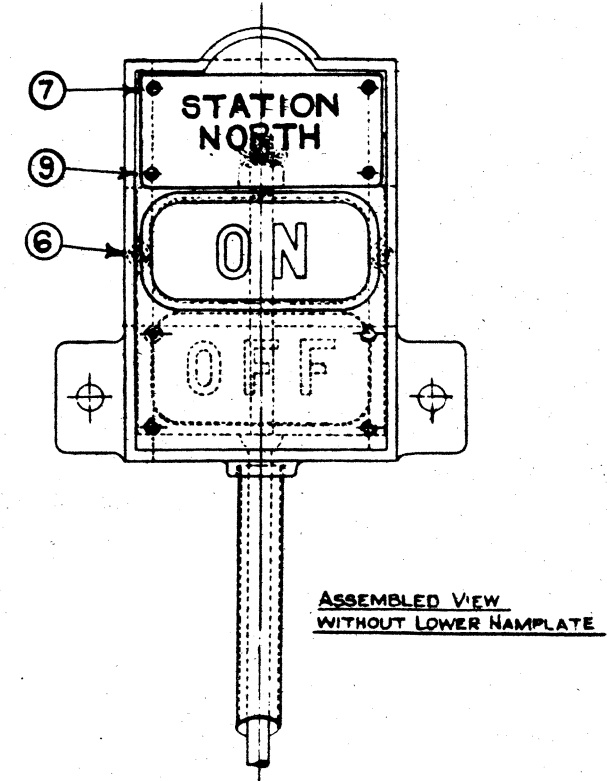 7
STATION
NORTH
9
6
ON
OFF
ASSEMBLED VIEW
WITHOUT LOWER NAMPLATE